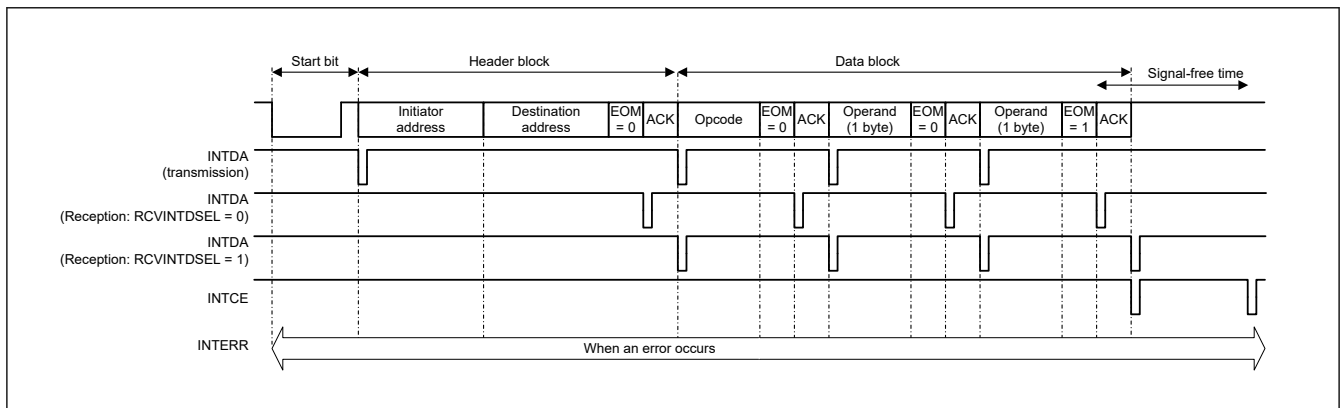 Start bit Header block Data block Signal-free time
Initiator address Destination address EOM = 0 ACK Opcode EOM = 0 ACK Operand (1 byte) EOM = 0 ACK Operand (1 byte) EOM = 1 ACK
INTDA
(transmission)
INTDA
(Reception: RCVINTDSEL = 0)
INTDA
(Reception: RCVINTDSEL = 1)
INTCE
INTERR When an error occurs